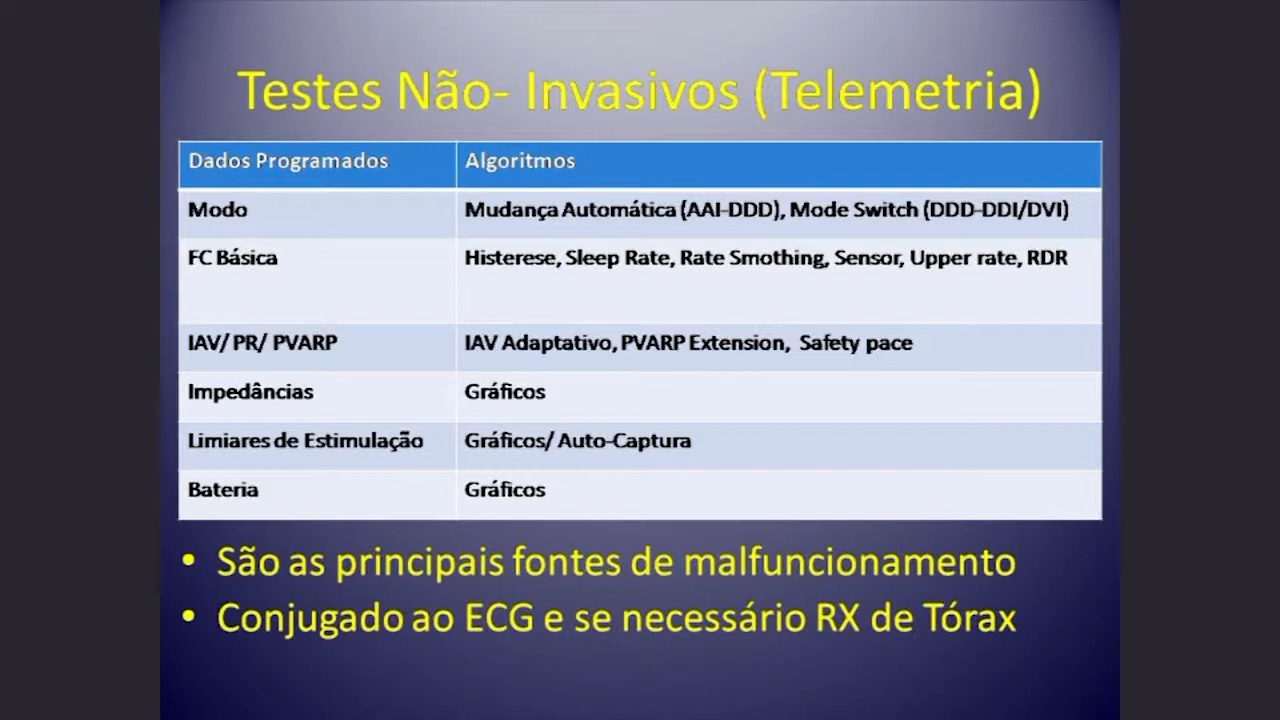 Testes Não- Invasivos (Telemetria)
Dados Programados Algoritmos
Modo Mudança Automática (AAI-DDD), Mode Switch (DDD-DDI/DVI)
FC Básica Histerese, Sleep Rate, Rate Smothing, Sensor, Upper rate, RDR
IAV/ PR/ PVARP IAV Adaptativo, PVARP Extension, Safety pace
Impedâncias Gráficos
Limiares de Estimulação Gráficos/ Auto-Captura
Bateria Gráficos
• São as principais fontes de malfuncionamento
• Conjugado ao ECG e se necessário RX de Tórax